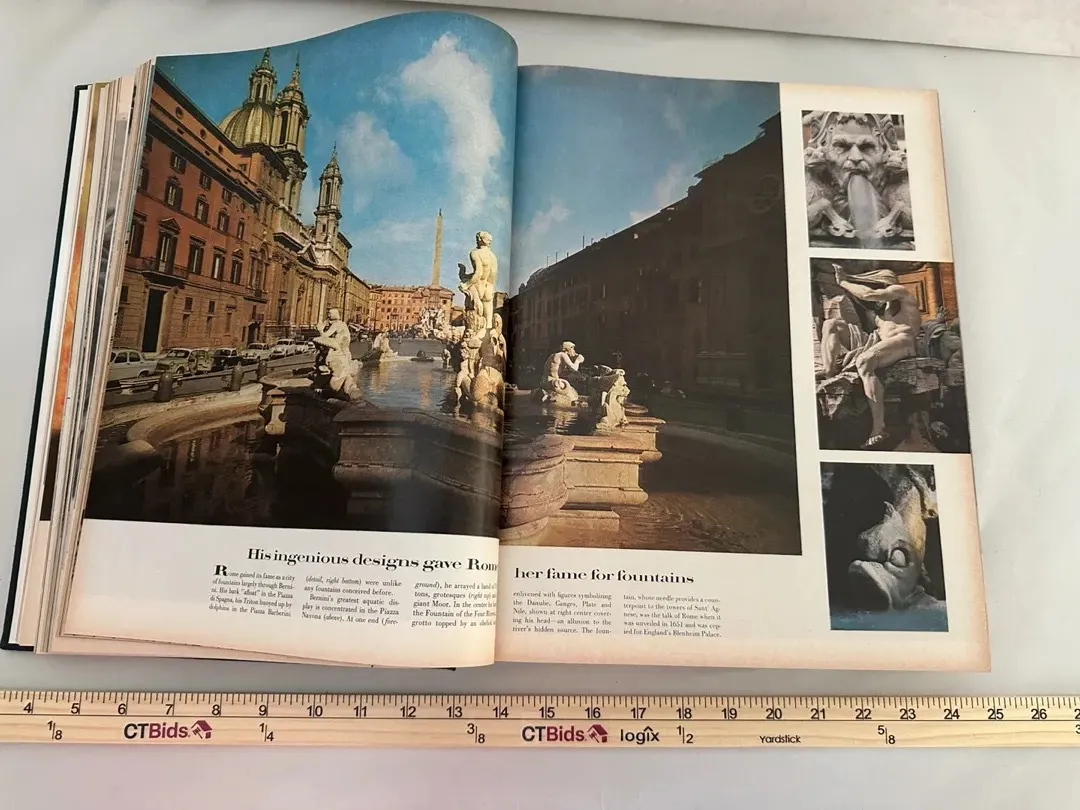 His ingenious designs gave Rome
her fame for fountains
Rome gained its fame as a city
of fountains largely through Berni-
ni. His bark "afloat" in the Piazza
di Spagna, his Triton buoyed up by
dolphins in the Piazza Barberini
(detail, right bottom) were unlike
any fountains conceived before.
Bernini's greatest aquatic dis-
play is concentrated in the Piazza
Navona (above). At one end (fore-
ground), he arrayed a band of
tons, grotesques (right
giant Moor. In the center
the Fountain of the Four Rivers
grotto topped by an obelisk
enlivened with figures symbolizing
the Danube, Ganges, Plate and
Nile, shown at right center cover-
ing his head—an allusion to the
river's hidden source. The foun-
tain, whose needle provides a coun-
terpoint to the towers of Sant' Ag-
nese, was the talk of Rome when it
was unveiled in 1651 and was cop-
ied for England's Blenheim Palace.
4 5 6 7 8 9 10 11 12 13 14 15 16 17 18 19 20 21 22 23 24 25 26
1/8 CTBids 1/4 3/8 CTBids logix 1/2 Yardstick 5/8